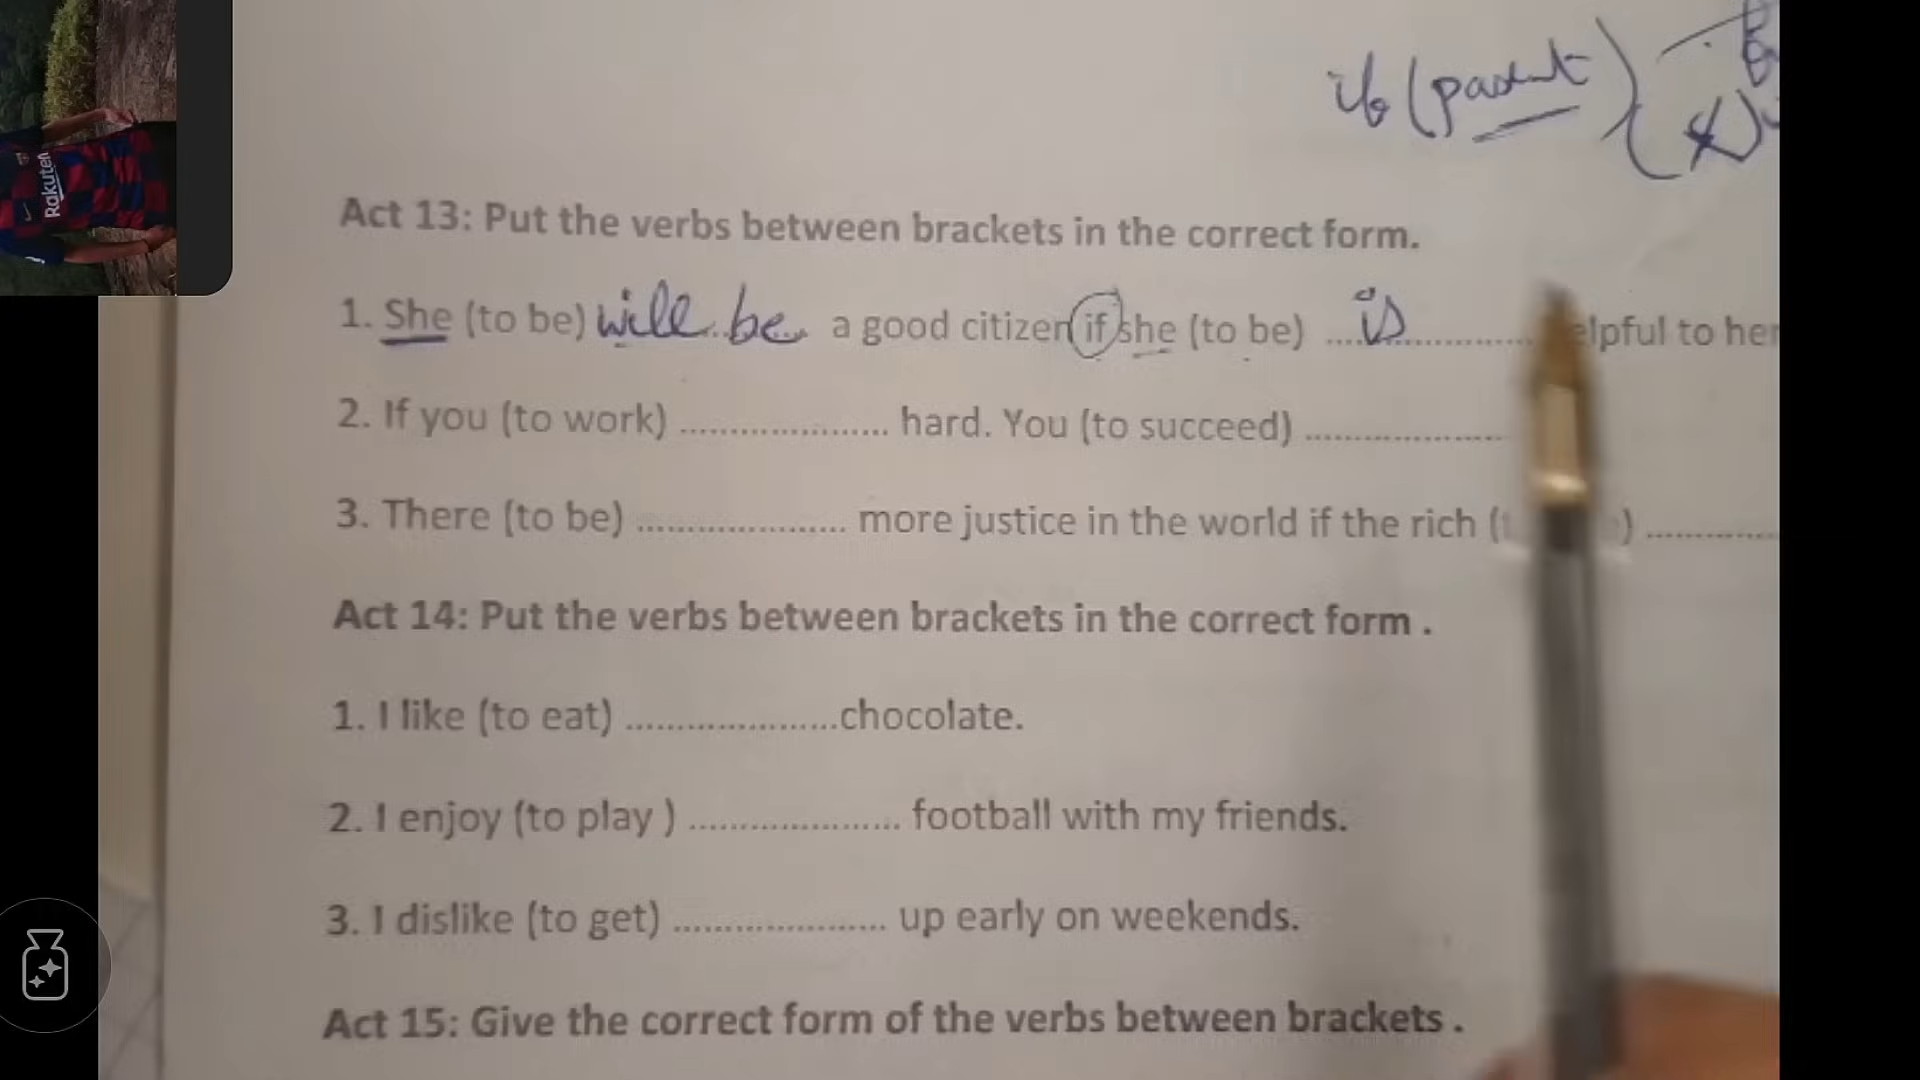 Rakuten
if (
Act 13: Put the verbs between brackets in the correct form.
1. She (to be) will be a good citizen if she (to be) ....is............ elpful to her
2. If you (to work) ..................... hard. You (to succeed) ....................
3. There (to be) ..................... more justice in the world if the rich ( ) .............
Act 14: Put the verbs between brackets in the correct form .
1. I like (to eat) .....................chocolate.
2. I enjoy (to play ) ..................... football with my friends.
3. I dislike (to get) ..................... up early on weekends.
Act 15: Give the correct form of the verbs between brackets .